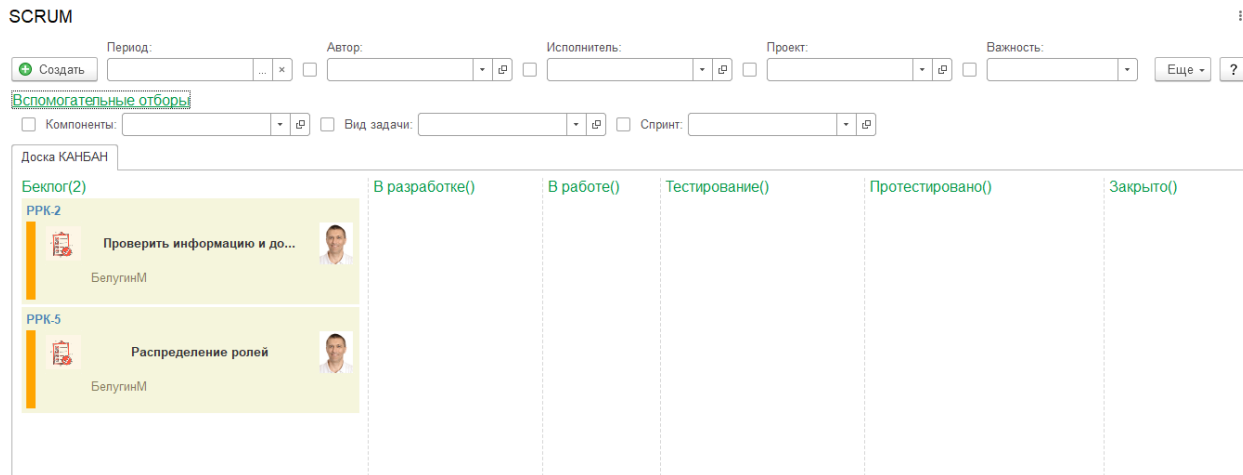 SCRUM
Период: Автор: Исполнитель: Проект: Важность:
Создать ... × Еще ?
Вспомогательные отборы
Компоненты: Вид задачи: Спринт:
Доска КАНБАН
Беклог(2) В разработке() В работе() Тестирование() Протестировано() Закрыто()
РРК-2
Проверить информацию и до...
БелугинМ
РРК-5
Распределение ролей
БелугинМ